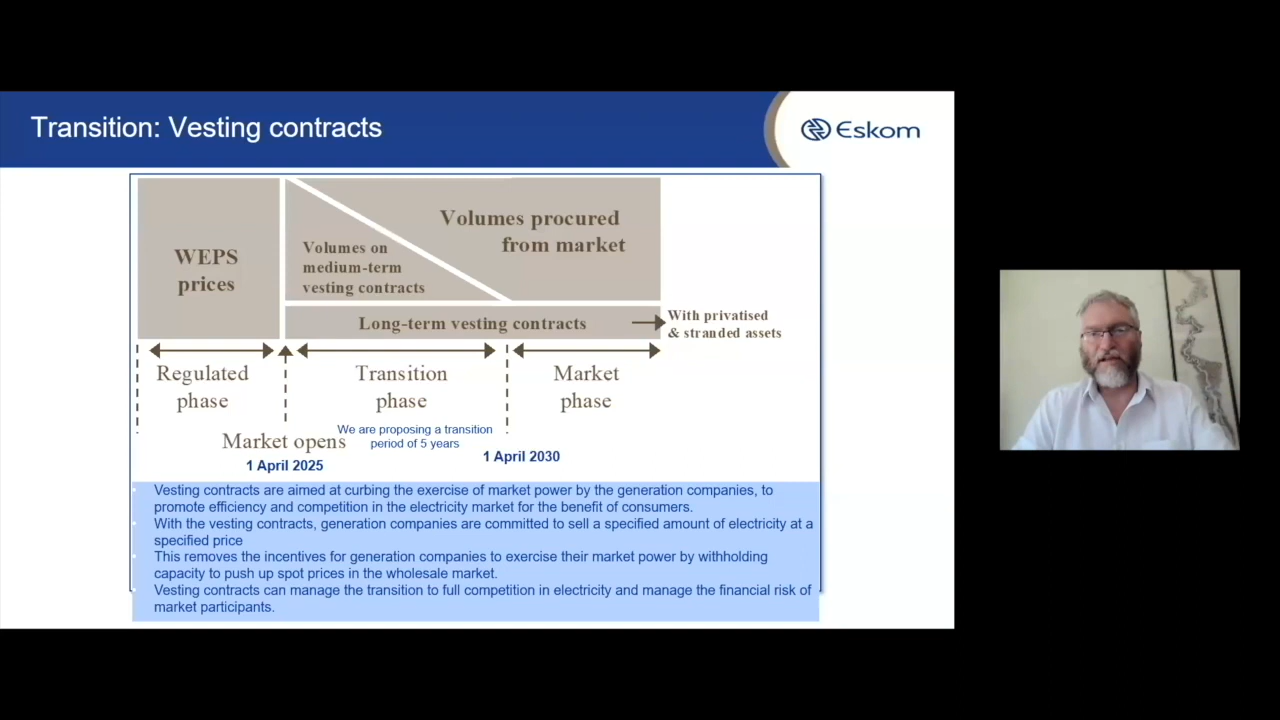 Transition: Vesting contracts
Eskom
WEPS
prices
Volumes on
medium-term
vesting contracts
Volumes procured
from market
Long-term vesting contracts
With privatised
& stranded assets
Regulated
phase
Transition
phase
Market
phase
Market opens
1 April 2025
We are proposing a transition
period of 5 years
1 April 2030
Vesting contracts are aimed at curbing the exercise of market power by the generation companies, to
promote efficiency and competition in the electricity market for the benefit of consumers.
With the vesting contracts, generation companies are committed to sell a specified amount of electricity at a
specified price
This removes the incentives for generation companies to exercise their market power by withholding
capacity to push up spot prices in the wholesale market.
Vesting contracts can manage the transition to full competition in electricity and manage the financial risk of
market participants.